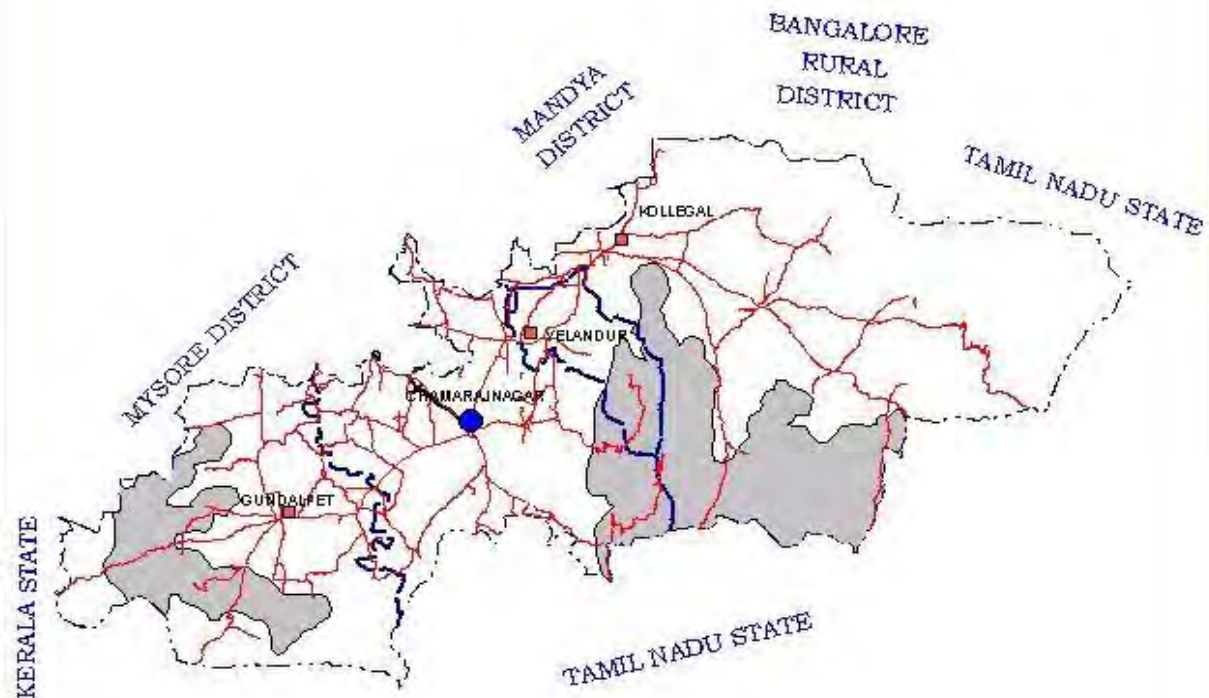 BANGALORE
RURAL
DISTRICT
MANDYA
DISTRICT
TAMIL NADU STATE
KOLLEGAL
MYSORE DISTRICT
YELANDUR
CHAMARAJNAGAR
GUNDALPET
KERALA STATE
TAMIL NADU STATE